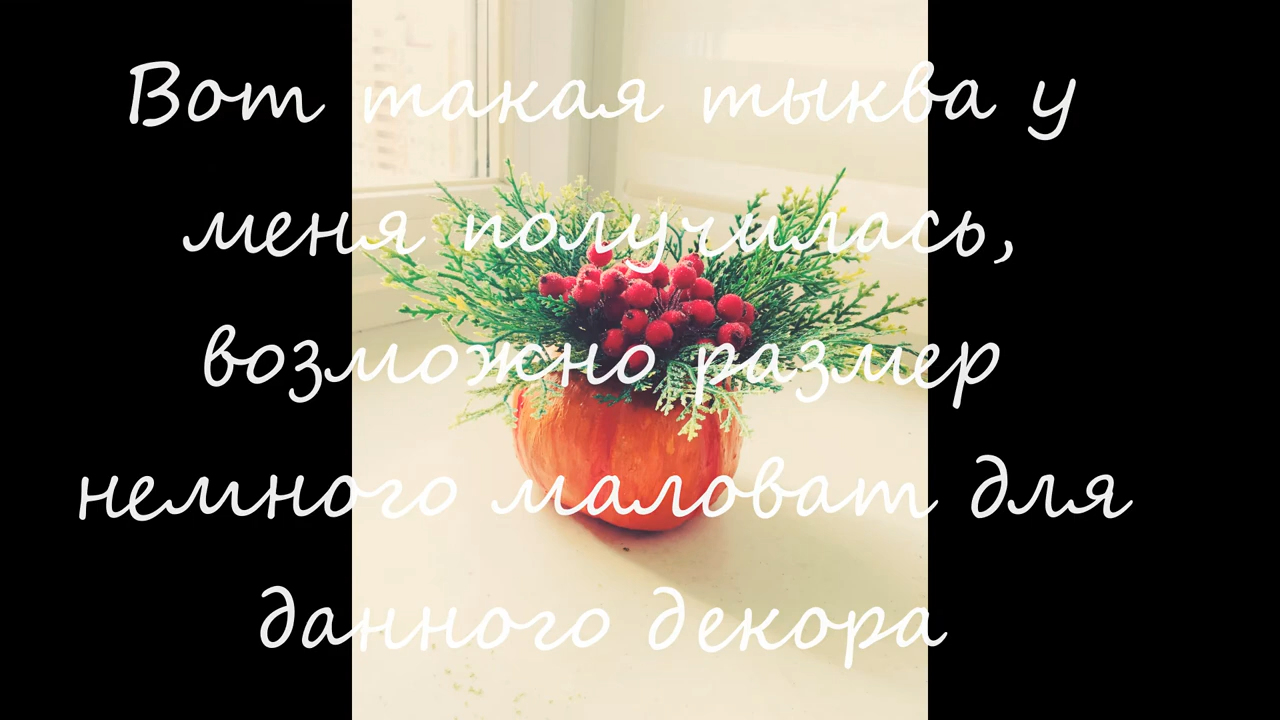 Вот такая тыква у
меня получилась,
возможно размер
немного маловат для
данного декора